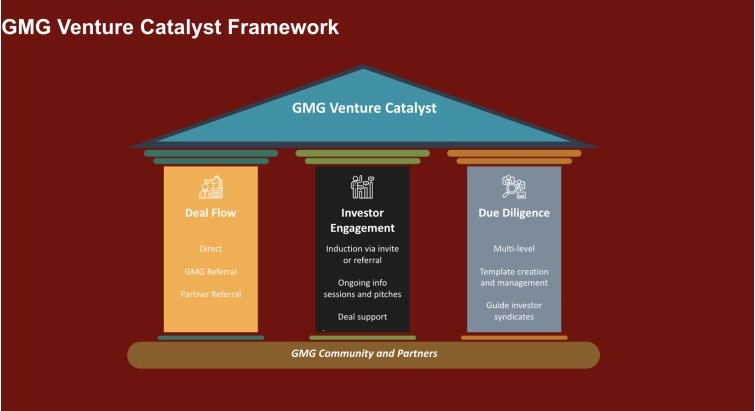 GMG Venture Catalyst Framework
GMG Venture Catalyst
Deal Flow
Direct
GMG Referral
Partner Referral
Investor
Engagement
Induction via invite
or referral
Ongoing info
sessions and pitches
Deal support
.
Due Diligence
Multi-level
Template creation
and management
Guide investor
syndicates
GMG Community and Partners